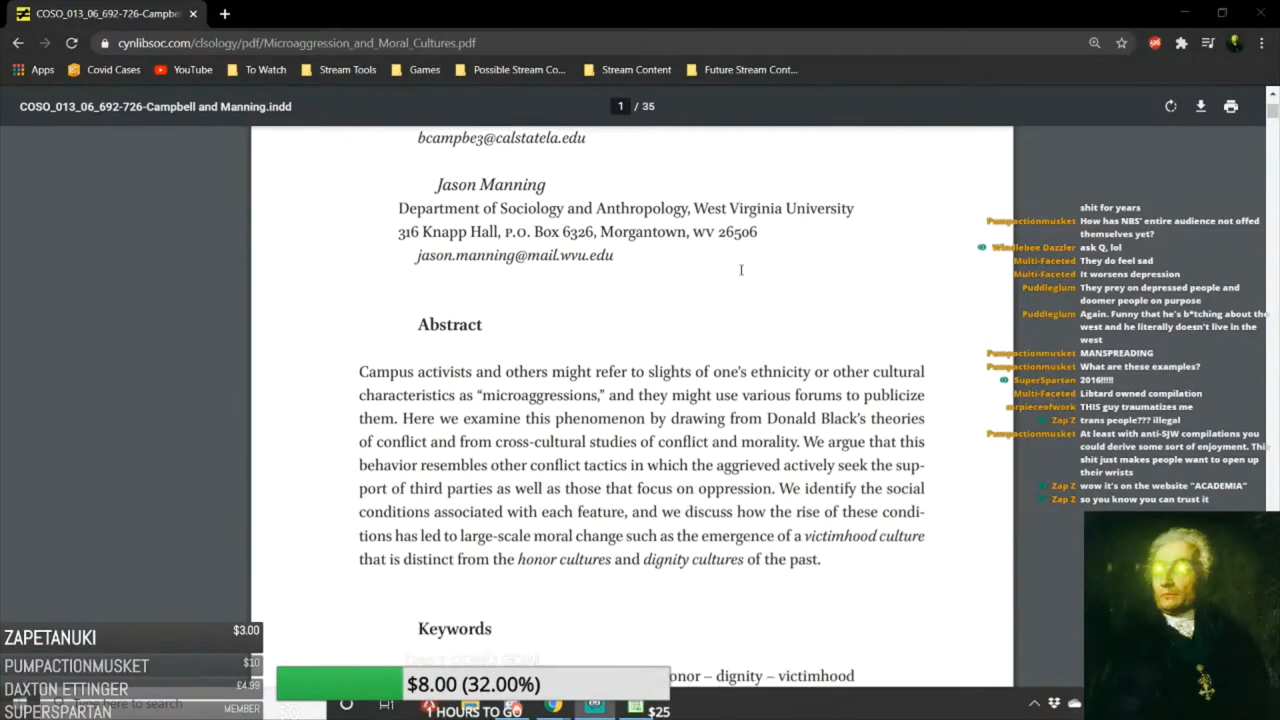 COSO_013_06_692-726-Campbe
cynlibsoc.com/clsology/pdf/Microaggression_and_Moral_Cultures.pdf
Apps Covid Cases YouTube To Watch Stream Tools Games Possible Stream Co... Stream Content Future Stream Cont...
COSO_013_06_692-726-Campbell and Manning.indd
1 / 35
bcampbe3@calstatela.edu
Jason Manning
Department of Sociology and Anthropology, West Virginia University
316 Knapp Hall, P.O. Box 6326, Morgantown, WV 26506
jason.manning@mail.wvu.edu
Abstract
Campus activists and others might refer to slights of one's ethnicity or other cultural
characteristics as “microaggressions,” and they might use various forums to publicize
them. Here we examine this phenomenon by drawing from Donald Black's theories
of conflict and from cross-cultural studies of conflict and morality. We argue that this
behavior resembles other conflict tactics in which the aggrieved actively seek the sup-
port of third parties as well as those that focus on oppression. We identify the social
conditions associated with each feature, and we discuss how the rise of these condi-
tions has led to large-scale moral change such as the emergence of a victimhood culture
that is distinct from the honor cultures and dignity cultures of the past.
Keywords
onor – dignity – victimhood
shit for years
Pumpactionmusket How has NBS' entire audience not offed
themselves yet?
Windlebee Dazzler ask Q, lol
Multi-Faceted They do feel sad
Multi-Faceted It worsens depression
Puddleglum They prey on depressed people and
doomer people on purpose
Puddleglum Again. Funny that he's b*tching about the
west and he literally doesn't live in the
west
Pumpactionmusket MANSPREADING
Pumpactionmusket What are these examples?
SuperSpartan 2016!!!!!
Multi-Faceted Libtard owned compilation
mrpieceofwork THIS guy traumatizes me
Zap Z trans people??? illegal
Pumpactionmusket At least with anti-SJW compilations you
could derive some sort of enjoyment. This
shit just makes people want to open up
their wrists
Zap Z wow it's on the website "ACADEMIA"
Zap Z so you know you can trust it
ZAPETANUKI $3.00
PUMPACTIONMUSKET $10
DAXTON ETTINGER £4.99
SUPERSPARTAN MEMBER
$8.00 (32.00%)
1 HOURS TO GO $25